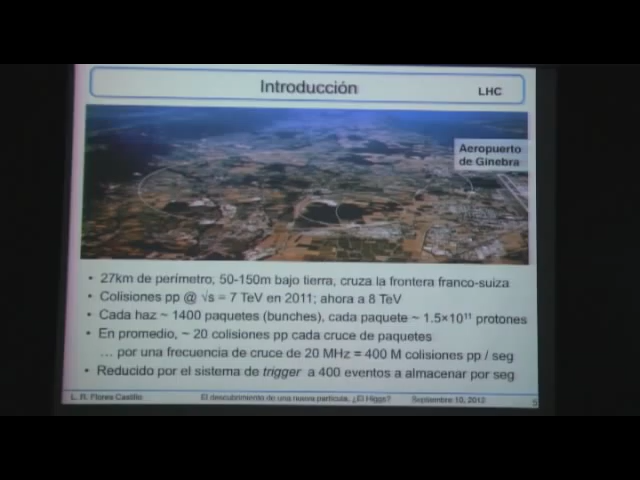 Introducción
LHC
Aeropuerto
de Ginebra
• 27km de perímetro, 50-150m bajo tierra, cruza la frontera franco-suiza
• Colisiones pp @ √s = 7 TeV en 2011; ahora a 8 TeV
• Cada haz ~ 1400 paquetes (bunches), cada paquete ~ 1.5×10¹¹ protones
• En promedio, ~ 20 colisiones pp cada cruce de paquetes
... por una frecuencia de cruce de 20 MHz = 400 M colisiones pp / seg
• Reducido por el sistema de trigger a 400 eventos a almacenar por seg
L. R. Flores Castillo
El descubrimiento de una nueva partícula, ¿El Higgs?
Septiembre 10, 2012
5